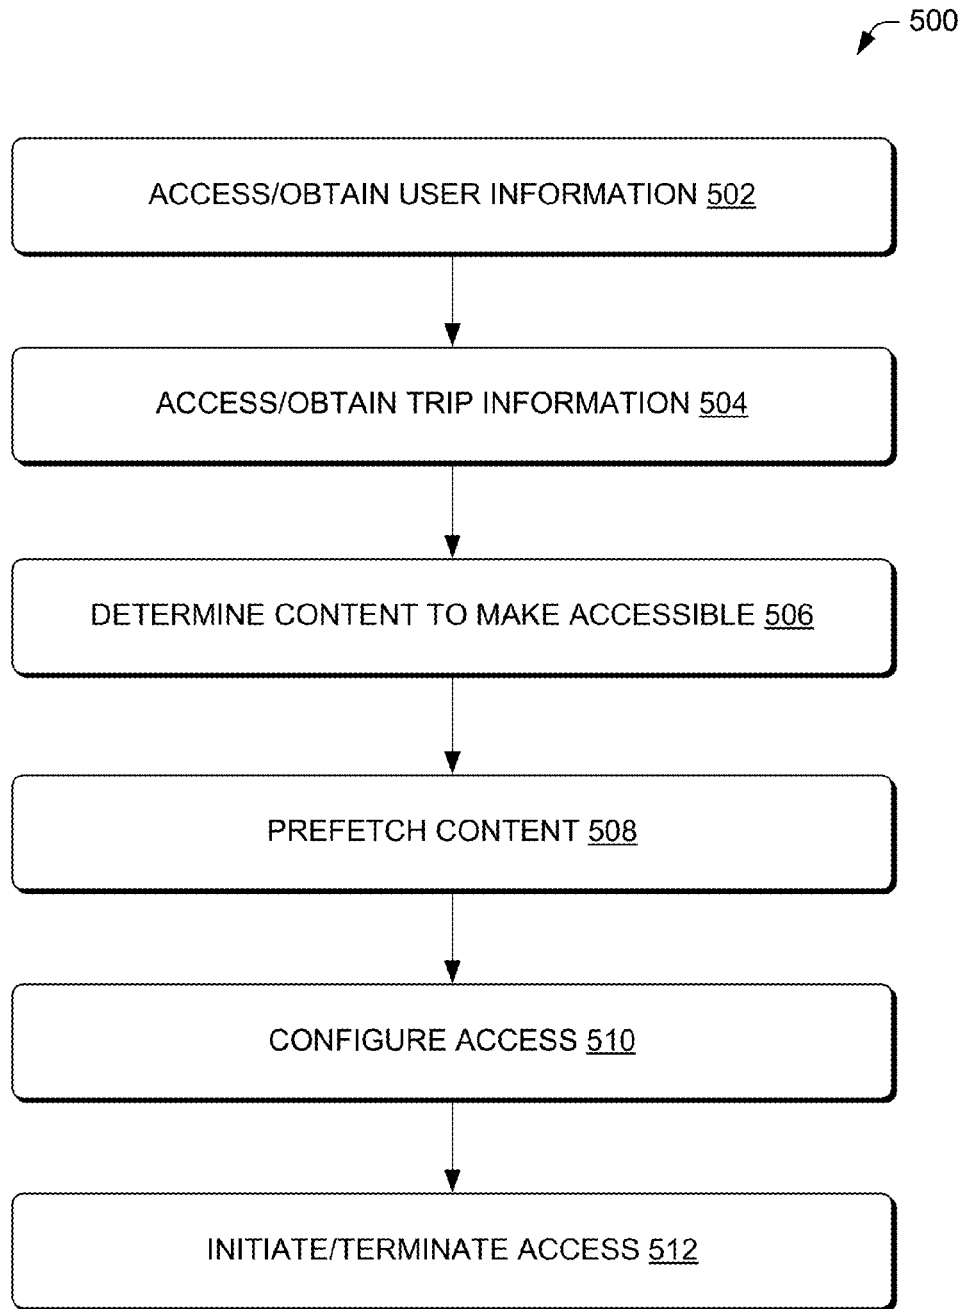 500
ACCESS/OBTAIN USER INFORMATION 502
ACCESS/OBTAIN TRIP INFORMATION 504
DETERMINE CONTENT TO MAKE ACCESSIBLE 506
PREFETCH CONTENT 508
CONFIGURE ACCESS 510
INITIATE/TERMINATE ACCESS 512